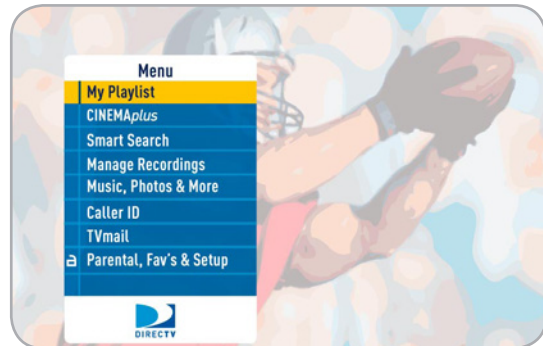 Menu
My Playlist
CINEMAplus
Smart Search
Manage Recordings
Music, Photos & More
Caller ID
TVmail
a Parental, Fav's & Setup
DIRECTV